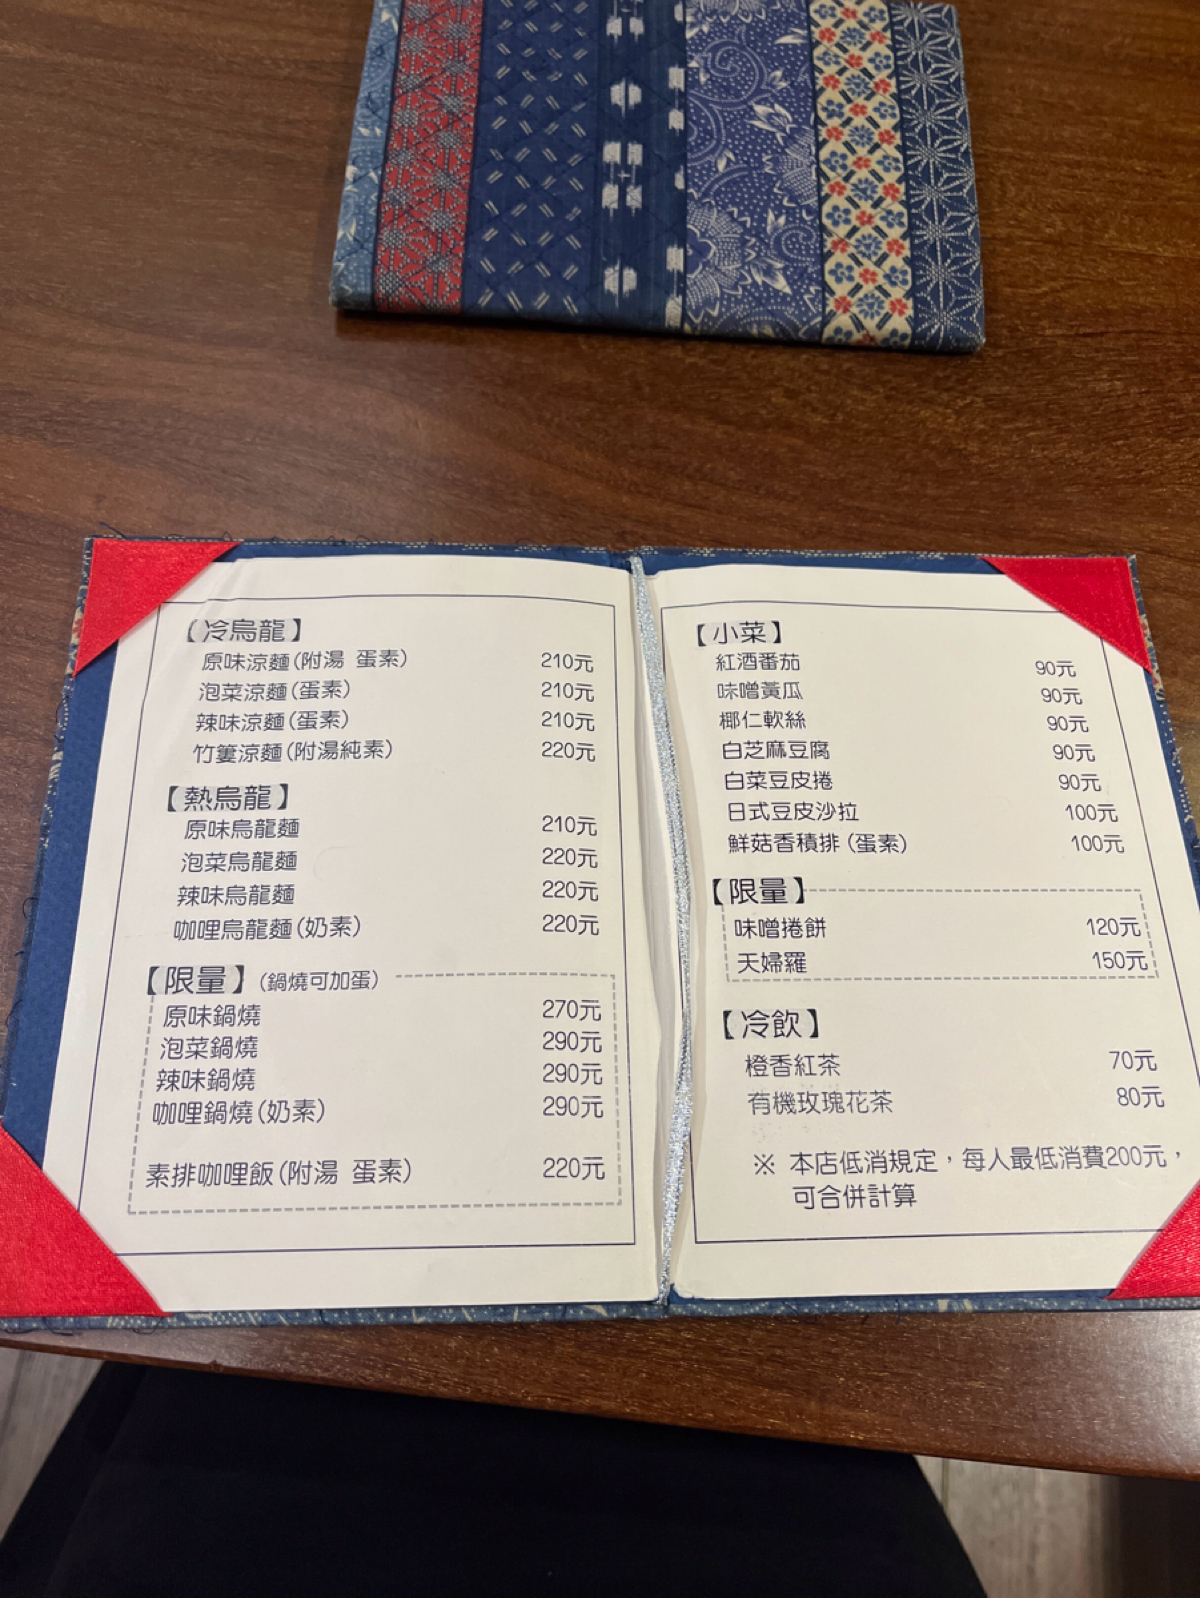 【冷烏龍】
原味涼麵(附湯 蛋素) 210元
泡菜涼麵(蛋素) 210元
辣味涼麵(蛋素) 210元
竹簍涼麵(附湯純素) 220元
【熱烏龍】
原味烏龍麵 210元
泡菜烏龍麵 220元
辣味烏龍麵 220元
咖哩烏龍麵(奶素) 220元
【限量】(鍋燒可加蛋)
原味鍋燒 270元
泡菜鍋燒 290元
辣味鍋燒 290元
咖哩鍋燒(奶素) 290元
素排咖哩飯(附湯 蛋素) 220元
【小菜】
紅酒番茄 90元
味噌黃瓜 90元
椰仁軟絲 90元
白芝麻豆腐 90元
白菜豆皮捲 90元
日式豆皮沙拉 100元
鮮菇香積排(蛋素) 100元
【限量】
味噌捲餅 120元
天婦羅 150元
【冷飲】
橙香紅茶 70元
有機玫瑰花茶 80元
※ 本店低消規定，每人最低消費200元，
可合併計算